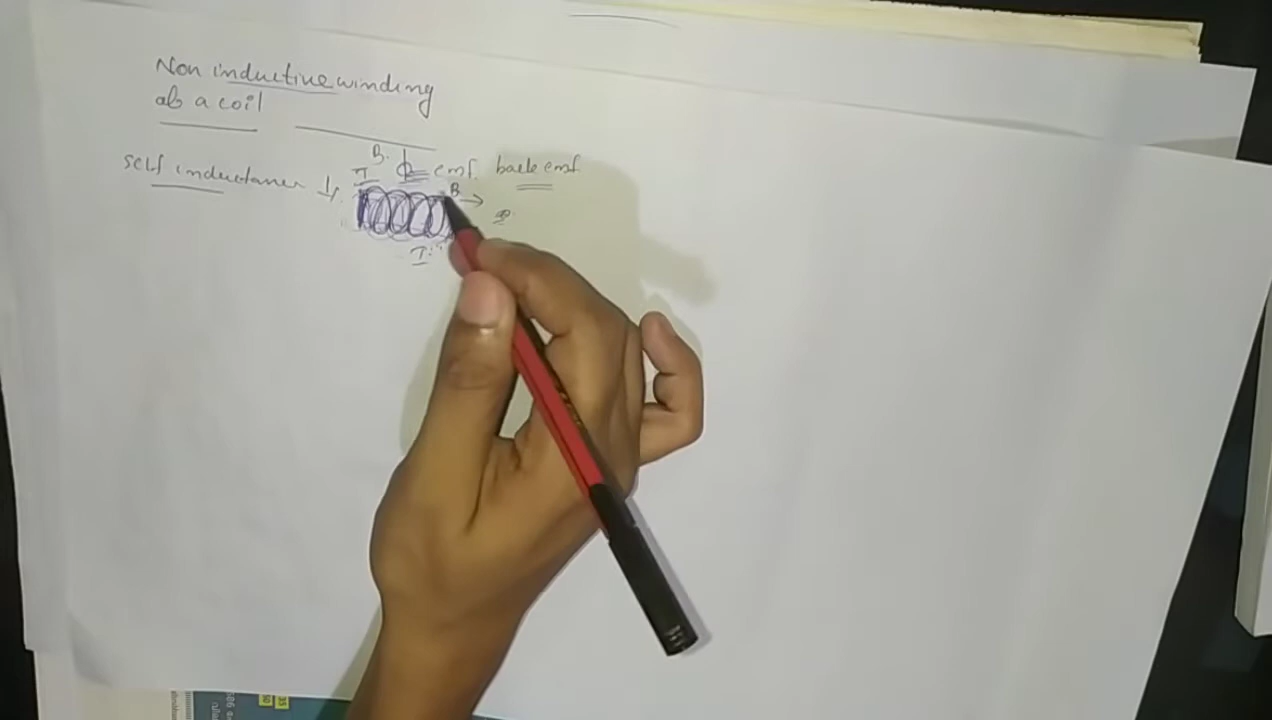 Non inductive winding
of a coil
B.
self inductance I ϕ emf back emf
B →
I